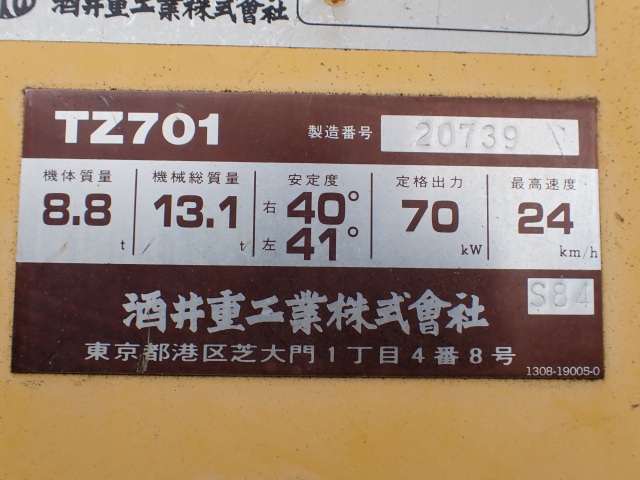 酒井重工業株式會社
TZ701 製造番号 20739
機体質量 機械総質量 安定度 定格出力 最高速度
8.8 t 13.1 t 右 40° 左 41° 70 kW 24 km/h
S84
酒井重工業株式會社
東京都港区芝大門1丁目4番8号
1308-19005-0